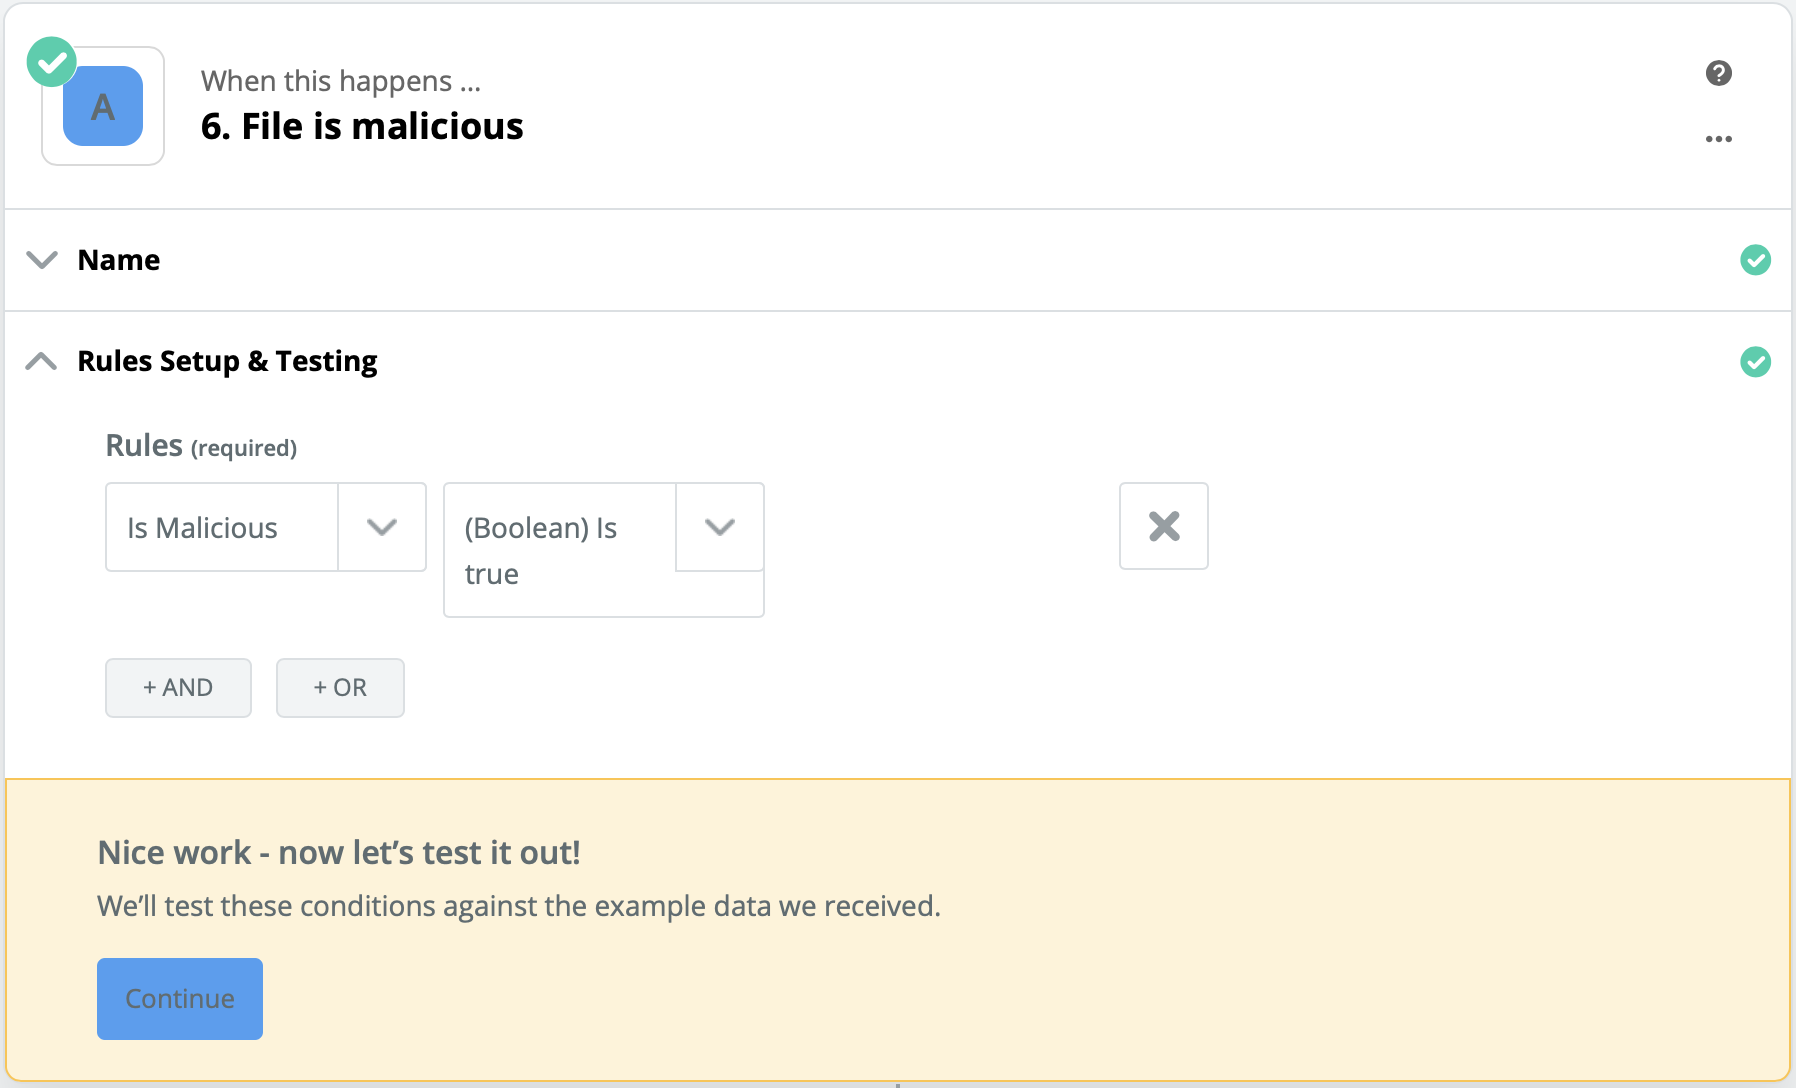 A
When this happens ...
6. File is malicious
Name
Rules Setup & Testing
Rules (required)
Is Malicious
(Boolean) Is
true
+ AND
+ OR
Nice work - now let’s test it out!
We’ll test these conditions against the example data we received.
Continue